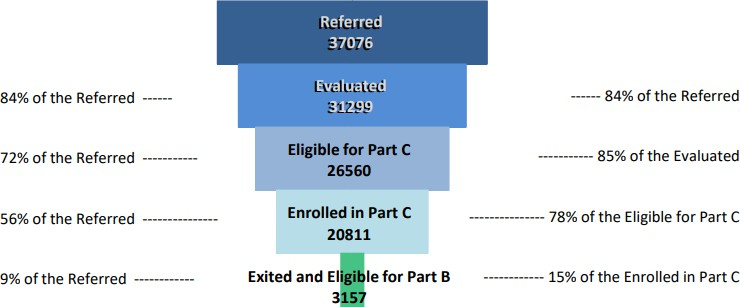 Referred
37076
84% of the Referred ------ Evaluated ------ 84% of the Referred
31299
72% of the Referred ----------- Eligible for Part C ----------- 85% of the Evaluated
26560
56% of the Referred --------------- Enrolled in Part C --------------- 78% of the Eligible for Part C
20811
9% of the Referred ------------ Exited and Eligible for Part B ------------ 15% of the Enrolled in Part C
3157